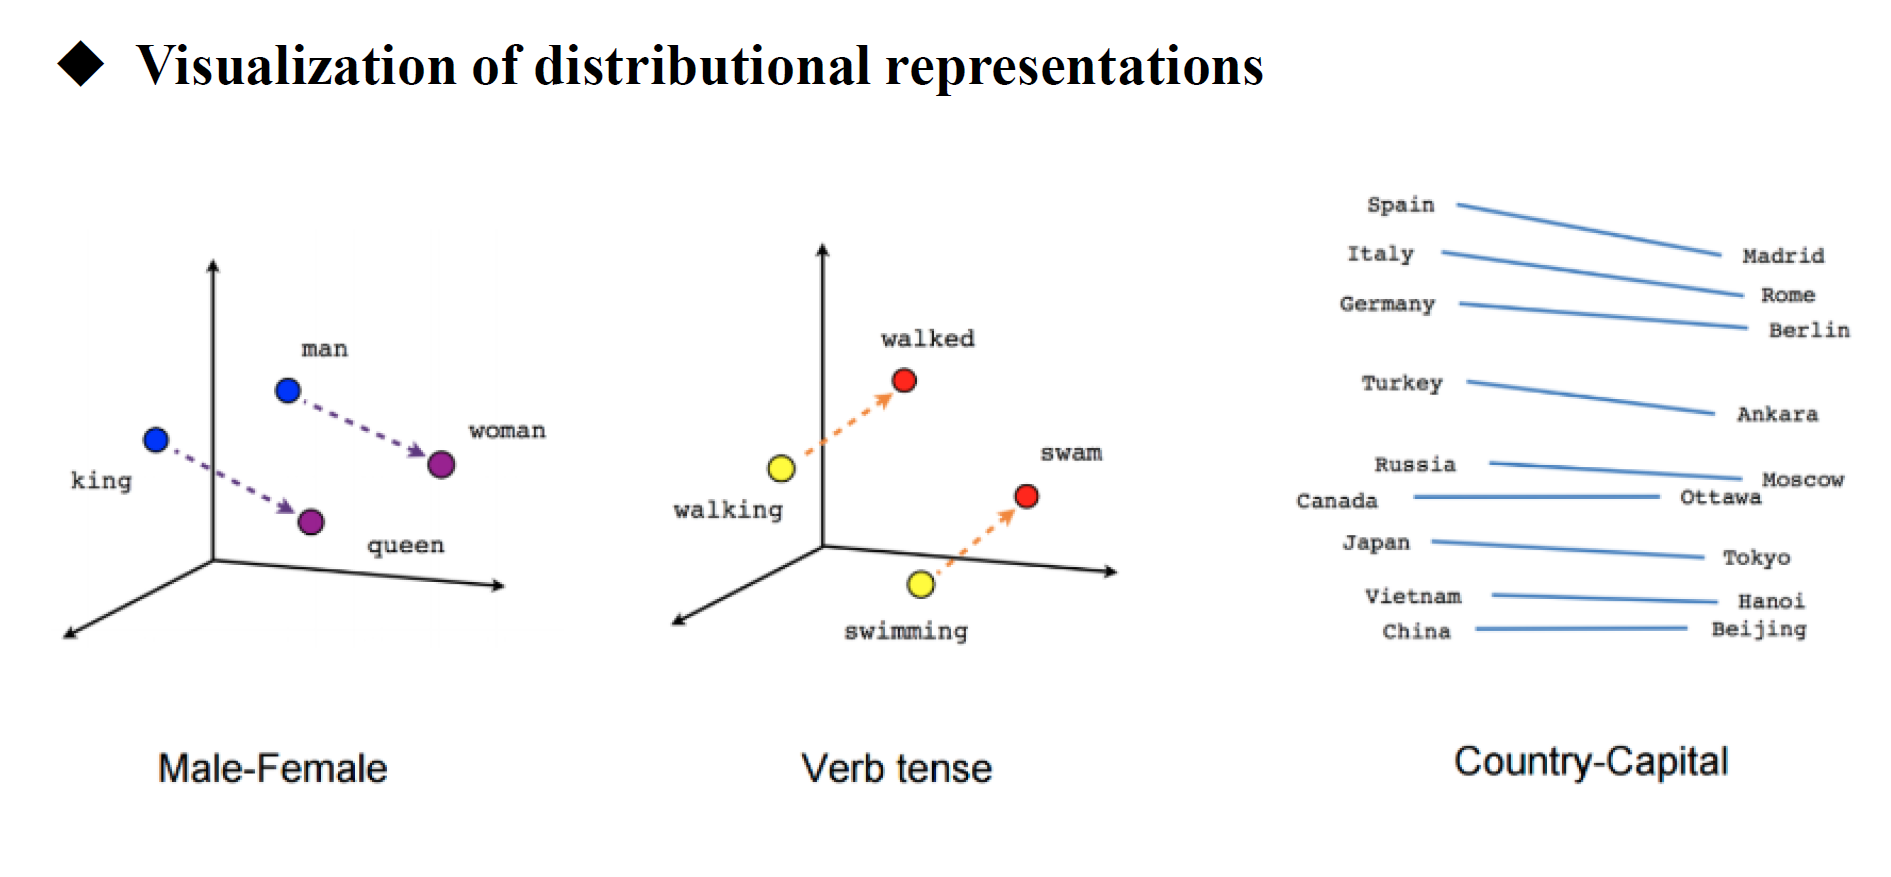 Visualization of distributional representations
man
woman
king
queen
Male-Female
walked
swam
walking
swimming
Verb tense
Spain
Madrid
Italy
Rome
Germany
Berlin
Turkey
Ankara
Russia
Moscow
Canada
Ottawa
Japan
Tokyo
Vietnam
Hanoi
China
Beijing
Country-Capital